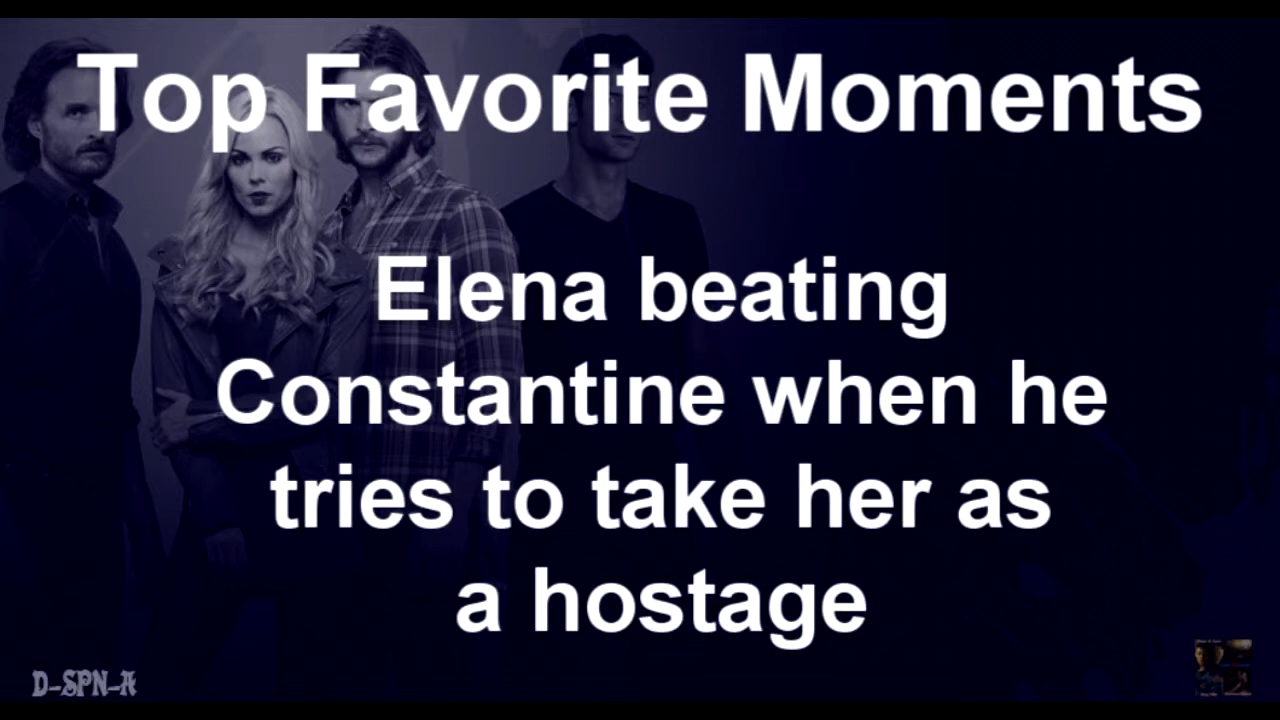 Top Favorite Moments
Elena beating
Constantine when he
tries to take her as
a hostage
D-SPN-A